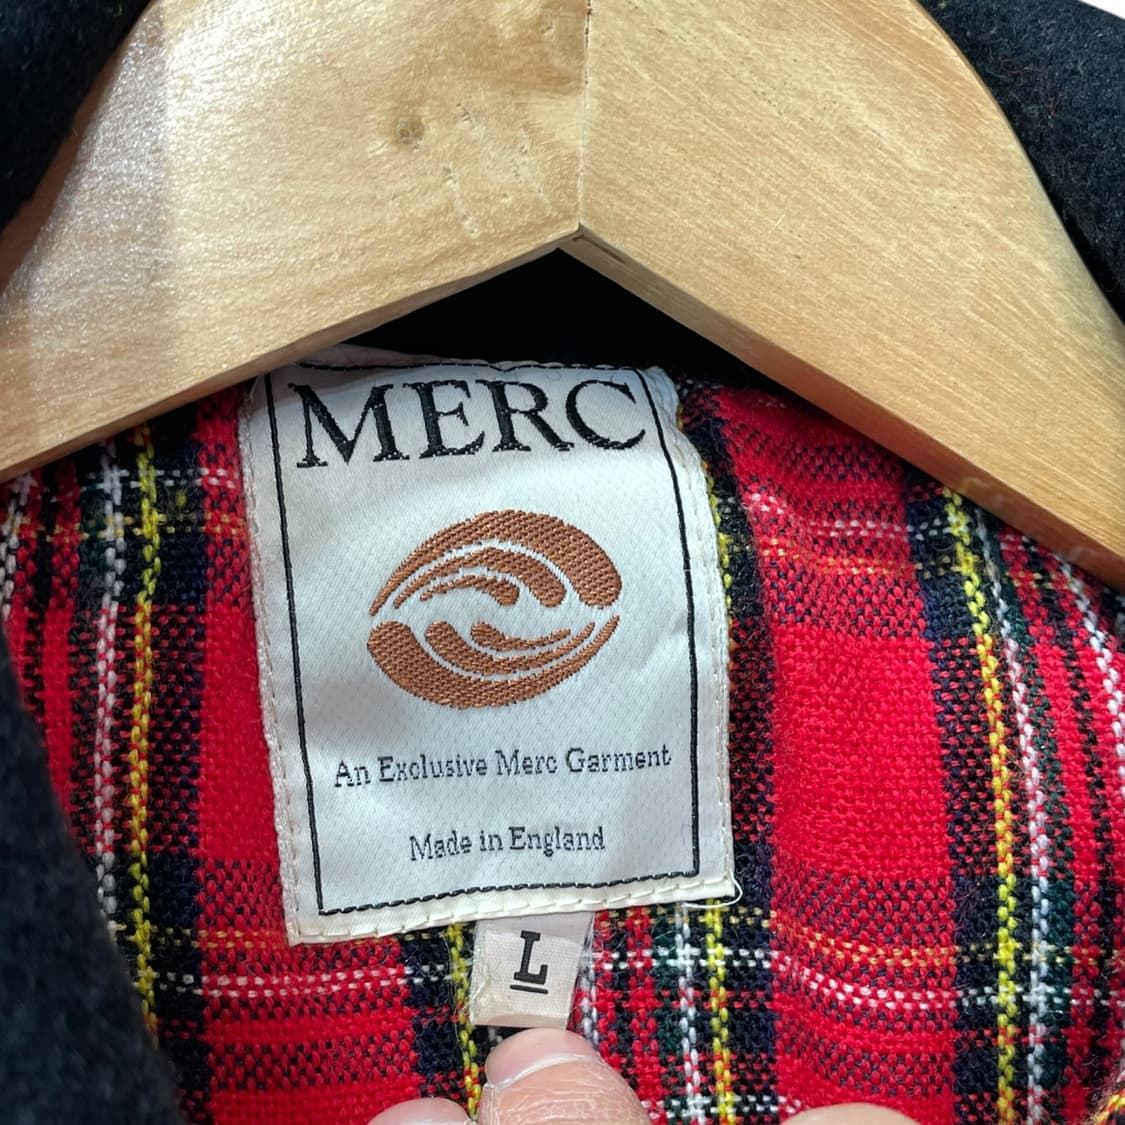 MERC
An Exclusive Merc Garment
Made in England
L